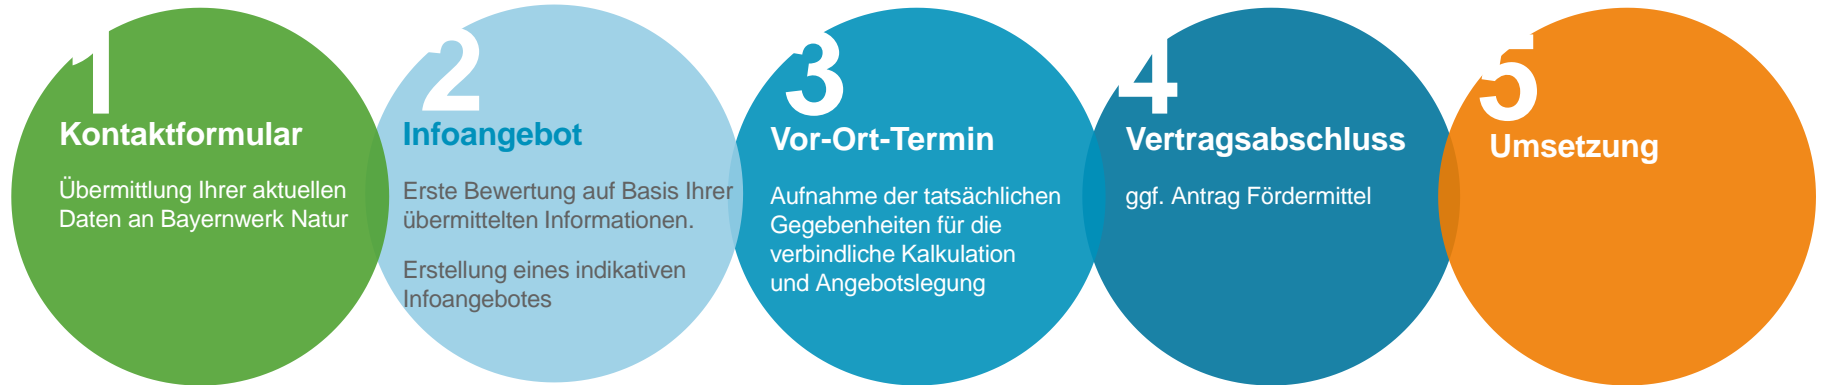 1
Kontaktformular
Übermittlung Ihrer aktuellen
Daten an Bayernwerk Natur
2
Infoangebot
Erste Bewertung auf Basis Ihrer
übermittelten Informationen.
Erstellung eines indikativen
Infoangebotes
3
Vor-Ort-Termin
Aufnahme der tatsächlichen
Gegebenheiten für die
verbindliche Kalkulation
und Angebotslegung
4
Vertragsabschluss
ggf. Antrag Fördermittel
5
Umsetzung